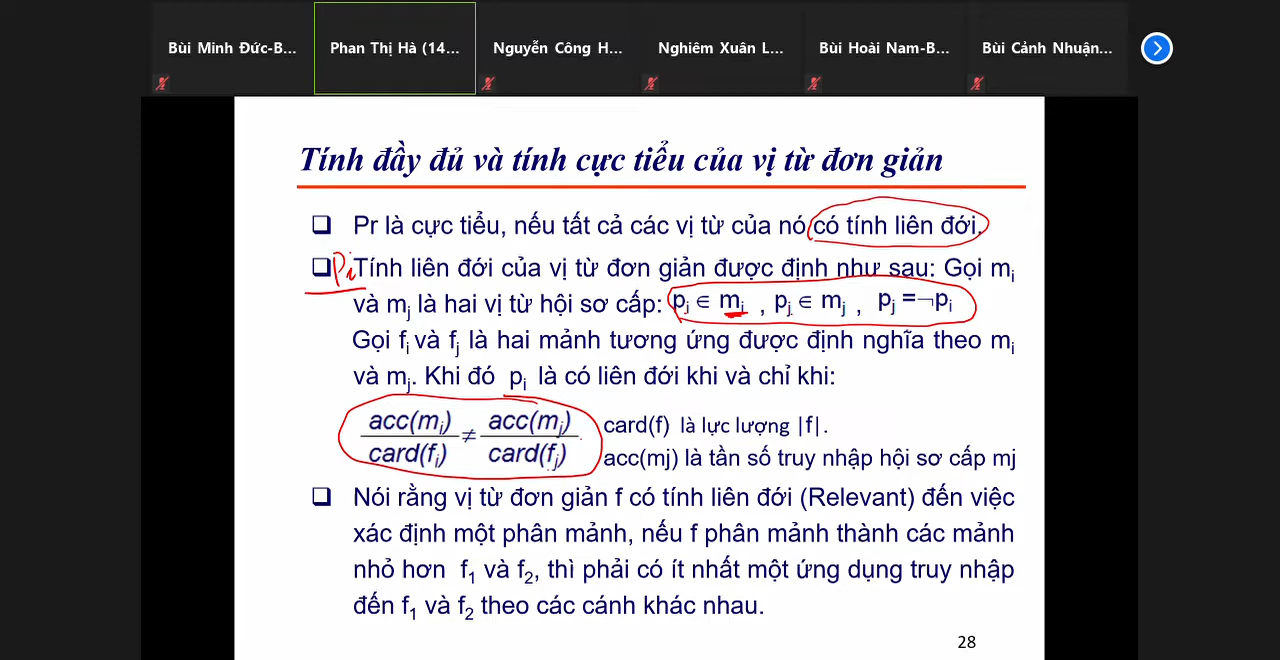 Bùi Minh Đức-B... Phan Thị Hà (14... Nguyễn Công H... Nghiêm Xuân L... Bùi Hoài Nam-B... Bùi Cảnh Nhuận...
Tính đầy đủ và tính cực tiểu của vị từ đơn giản
❑ Pr là cực tiểu, nếu tất cả các vị từ của nó có tính liên đới.
❑ Pi Tính liên đới của vị từ đơn giản được định như sau: Gọi mi
và mj là hai vị từ hội sơ cấp: pj ∈ mi , pj ∈ mj , pj =¬pi
Gọi fi và fj là hai mảnh tương ứng được định nghĩa theo mi
và mj. Khi đó pi là có liên đới khi và chỉ khi:
acc(mi)/card(fi) ≠ acc(mj)/card(fj)
card(f) là lực lượng |f|.
acc(mj) là tần số truy nhập hội sơ cấp mj
❑ Nói rằng vị từ đơn giản f có tính liên đới (Relevant) đến việc
xác định một phân mảnh, nếu f phân mảnh thành các mảnh
nhỏ hơn f1 và f2, thì phải có ít nhất một ứng dụng truy nhập
đến f1 và f2 theo các cánh khác nhau.
28